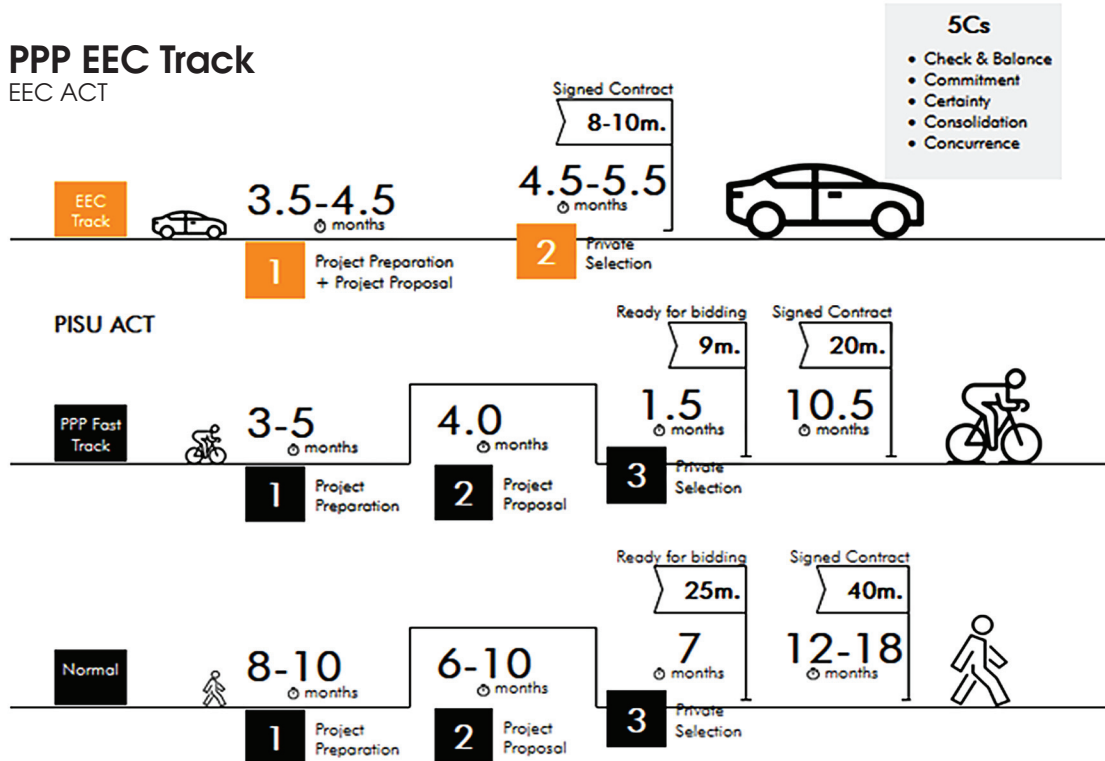 PPP EEC Track
EEC ACT
5Cs
• Check & Balance
• Commitment
• Certainty
• Consolidation
• Concurrence
Signed Contract
8-10m.
EEC
Track
3.5-4.5
months
4.5-5.5
months
1
Project Preparation
+ Project Proposal
2
Private
Selection
PISU ACT
Ready for bidding
9m.
Signed Contract
20m.
PPP Fast
Track
3-5
months
4.0
months
1.5
months
10.5
months
1
Project
Preparation
2
Project
Proposal
3
Private
Selection
Ready for bidding
25m.
Signed Contract
40m.
Normal
8-10
months
6-10
months
7
months
12-18
months
1
Project
Preparation
2
Project
Proposal
3
Private
Selection